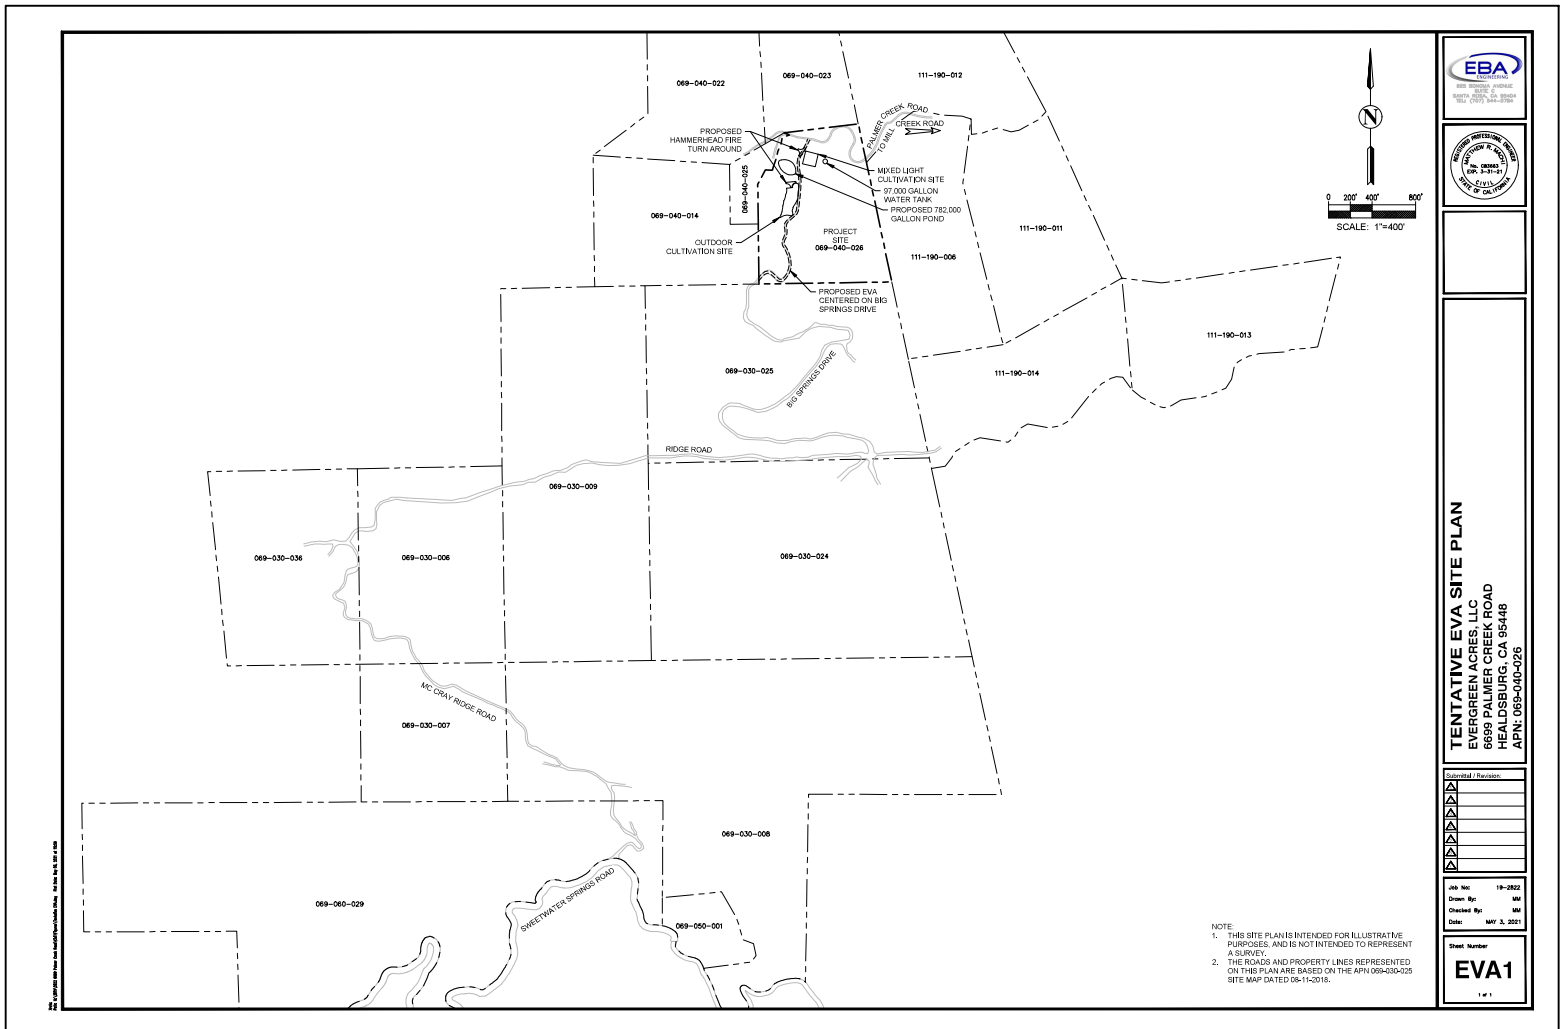 069-040-022
069-040-023
111-190-012
PALMER CREEK ROAD
TO MILL
CREEK ROAD
PROPOSED
HAMMERHEAD FIRE
TURN AROUND
069-040-025
MIXED LIGHT
CULTIVATION SITE
97,000 GALLON
WATER TANK
PROPOSED 782,000
GALLON POND
069-040-014
OUTDOOR
CULTIVATION SITE
PROJECT
SITE
069-040-026
111-190-011
111-190-006
PROPOSED EVA
CENTERED ON BIG
SPRINGS DRIVE
111-190-013
069-030-025
BIG SPRINGS DRIVE
111-190-014
RIDGE ROAD
069-030-009
069-030-036
069-030-006
069-030-024
MC CRAY RIDGE ROAD
069-030-007
069-030-008
069-060-029
SWEETWATER SPRINGS ROAD
069-050-001
N
0 200' 400' 800'
SCALE: 1"=400'
NOTE:
1. THIS SITE PLAN IS INTENDED FOR ILLUSTRATIVE
PURPOSES, AND IS NOT INTENDED TO REPRESENT
A SURVEY.
2. THE ROADS AND PROPERTY LINES REPRESENTED
ON THIS PLAN ARE BASED ON THE APN 069-030-025
SITE MAP DATED 08-11-2018.
EBA
ENGINEERING
825 SONOMA AVENUE
SUITE C
SANTA ROSA, CA 95404
REGISTERED PROFESSIONAL ENGINEER
MATTHEW R. MACHI
EXP. 3-31-21
CIVIL
STATE OF CALIFORNIA
TENTATIVE EVA SITE PLAN
EVERGREEN ACRES, LLC
6699 PALMER CREEK ROAD
HEALDSBURG, CA 95448
APN: 069-040-026
Submittal / Revision:
Job No: 19-2822
Drawn By: MM
Checked By: MM
Date: MAY 3, 2021
Sheet Number
EVA1
1 of 1